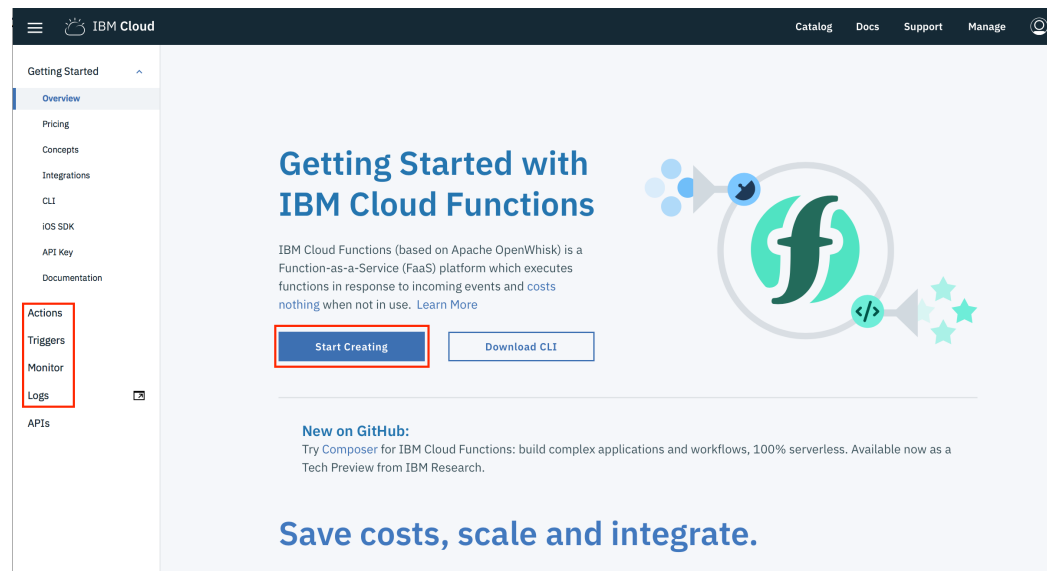 IBM Cloud
Catalog Docs Support Manage
Getting Started
Overview
Pricing
Concepts
Integrations
CLI
iOS SDK
API Key
Documentation
Actions
Triggers
Monitor
Logs
APIs
Getting Started with
IBM Cloud Functions
IBM Cloud Functions (based on Apache OpenWhisk) is a
Function-as-a-Service (FaaS) platform which executes
functions in response to incoming events and costs
nothing when not in use. Learn More
Start Creating
Download CLI
</>
New on GitHub:
Try Composer for IBM Cloud Functions: build complex applications and workflows, 100% serverless. Available now as a
Tech Preview from IBM Research.
Save costs, scale and integrate.